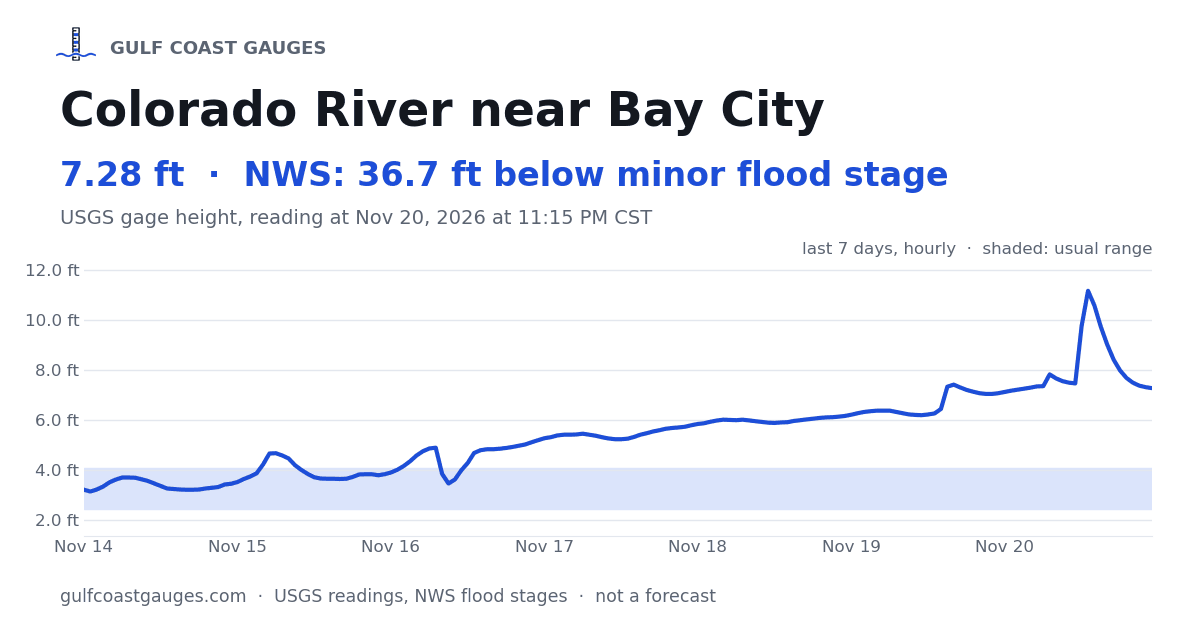 GULF COAST GAUGES
Colorado River near Bay City
7.28 ft · NWS: 36.7 ft below minor flood stage
USGS gage height, reading at Nov 20, 2026 at 11:15 PM CST
last 7 days, hourly · shaded: usual range
12.0 ft
10.0 ft
8.0 ft
6.0 ft
4.0 ft
2.0 ft
Nov 14 Nov 15 Nov 16 Nov 17 Nov 18 Nov 19 Nov 20
gulfcoastgauges.com · USGS readings, NWS flood stages · not a forecast